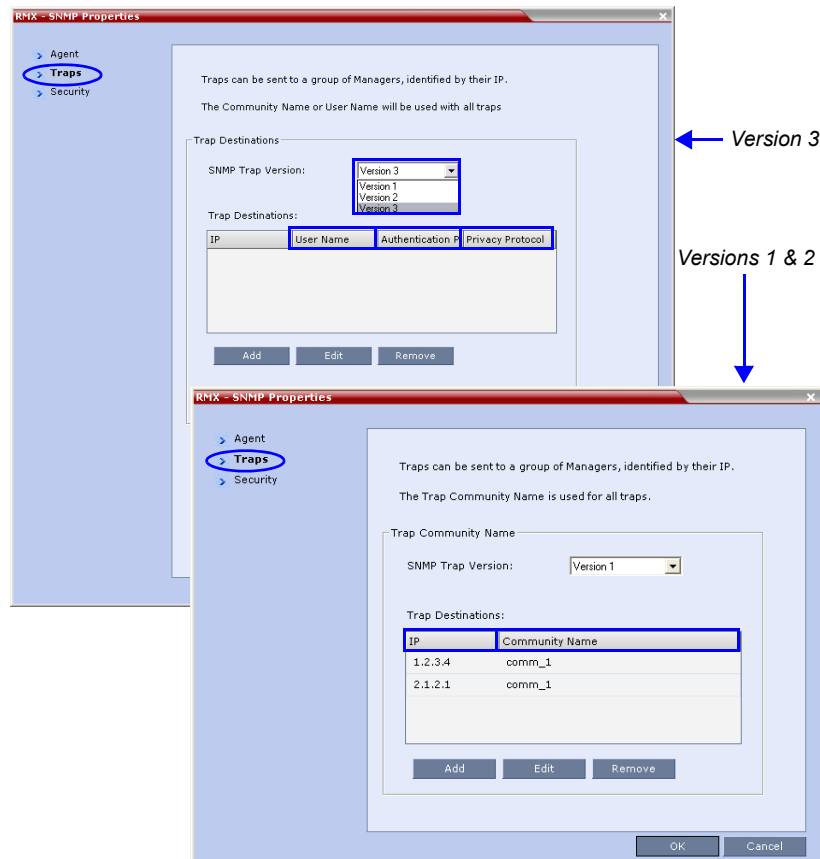 RMX - SNMP Properties
Agent
Traps
Security
Traps can be sent to a group of Managers, identified by their IP.
The Community Name or User Name will be used with all traps
Trap Destinations
SNMP Trap Version:
Version 3
Version 1
Version 2
Version 3
Trap Destinations:
IP User Name Authentication P Privacy Protocol
Add Edit Remove
Version 3
Versions 1 & 2
RMX - SNMP Properties
Agent
Traps
Security
Traps can be sent to a group of Managers, identified by their IP.
The Trap Community Name is used for all traps.
Trap Community Name
SNMP Trap Version: Version 1
Trap Destinations:
IP Community Name
1.2.3.4 comm_1
2.1.2.1 comm_1
Add Edit Remove
OK Cancel